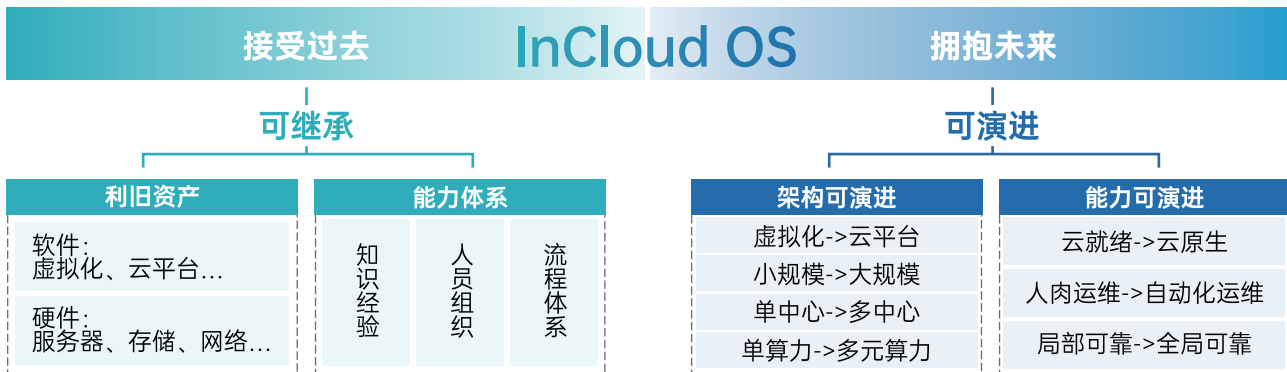 接受过去
InCloud OS
拥抱未来
可继承
可演进
利旧资产
软件：
虚拟化、云平台...
硬件：
服务器、存储、网络...
能力体系
知识经验
人员组织
流程体系
架构可演进
虚拟化->云平台
小规模->大规模
单中心->多中心
单算力->多元算力
能力可演进
云就绪->云原生
人肉运维->自动化运维
局部可靠->全局可靠